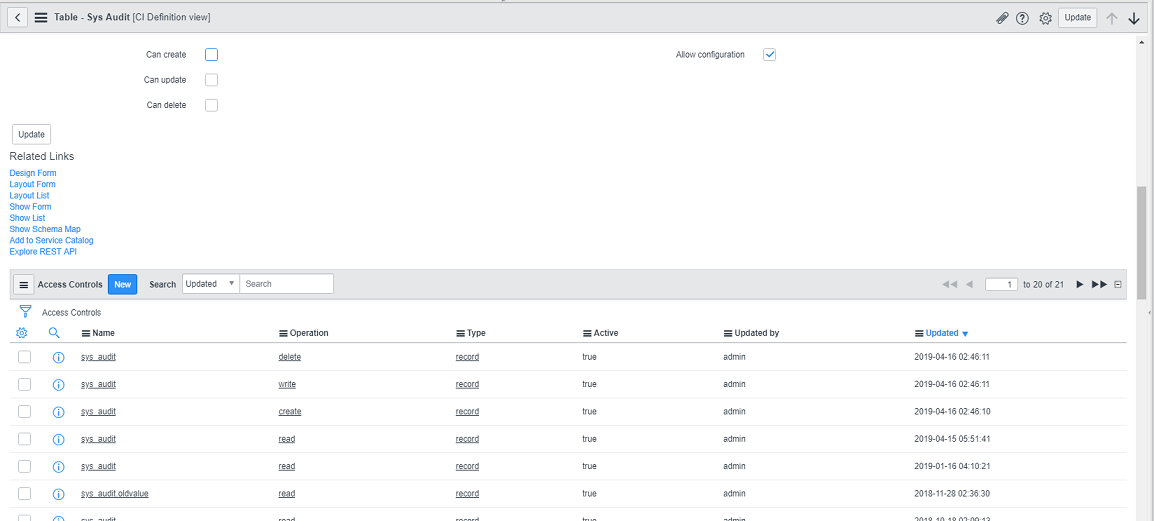 Table - Sys Audit [CI Definition view]
Update
Can create
Allow configuration
Can update
Can delete
Update
Related Links
Design Form
Layout Form
Layout List
Show Form
Show List
Show Schema Map
Add to Service Catalog
Explore REST API
Access Controls New Search Updated Search 1 to 20 of 21
Access Controls
Name Operation Type Active Updated by Updated
sys_audit delete record true admin 2019-04-16 02:46:11
sys_audit write record true admin 2019-04-16 02:46:11
sys_audit create record true admin 2019-04-16 02:46:10
sys_audit read record true admin 2019-04-15 05:51:41
sys_audit read record true admin 2019-01-16 04:10:21
sys_audit.oldvalue read record true admin 2018-11-28 02:36:30
sys_audit read record true admin